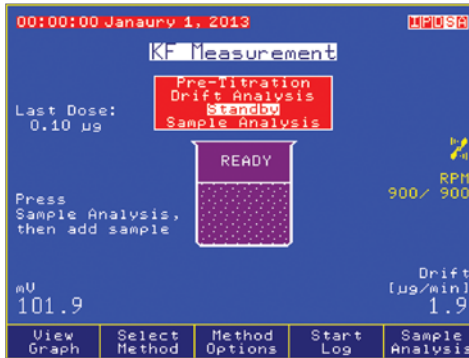 00:00:00 Janaury 1, 2013
IPUSA
KF Measurement
Pre-Titration
Drift Analysis
Standby
Sample Analysis
Last Dose:
0.10 µg
READY
RPM
900/ 900
Press
Sample Analysis,
then add sample
mV
101.9
Drift
[µg/min]
1.9
View Graph
Select Method
Method Options
Start Log
Sample Analysis